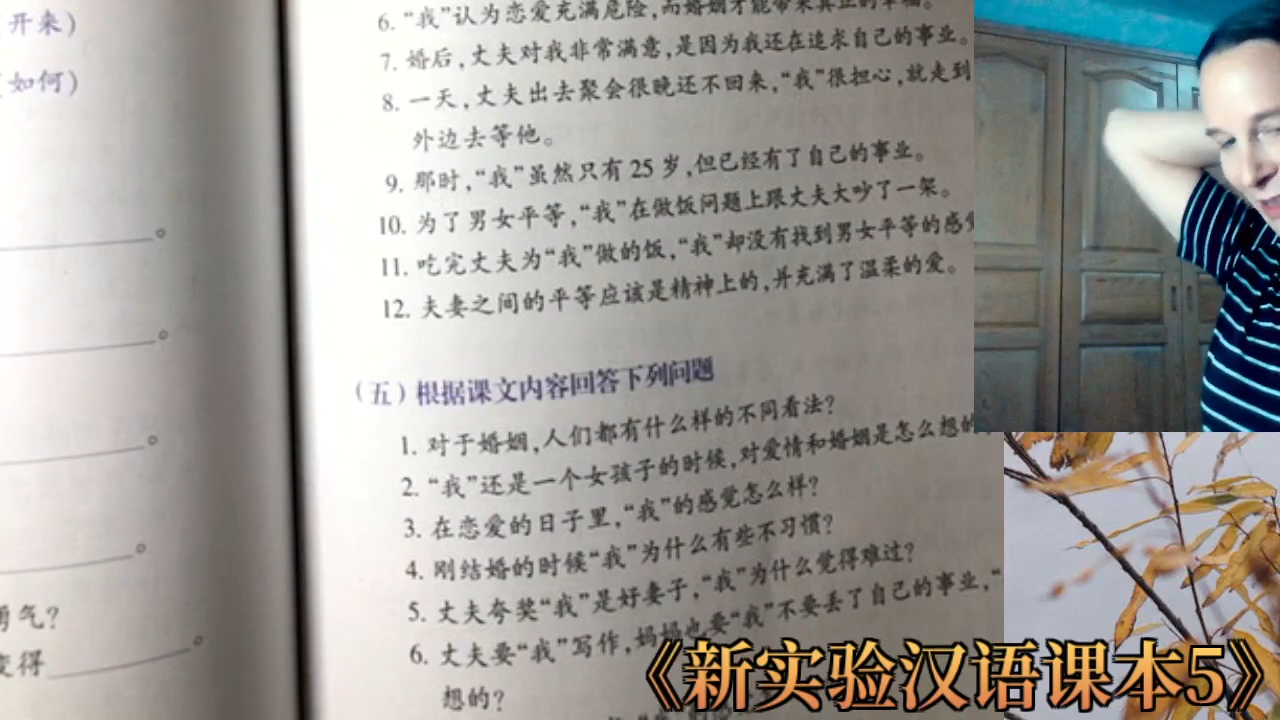 开来)
如何)
勇气?
变得
6. “我”认为恋爱充满危险,而婚姻才能带来真正的幸福。
7. 婚后,丈夫对我非常满意,是因为我还在追求自己的事业。
8. 一天,丈夫出去聚会很晚还不回来,“我”很担心,就走到
外边去等他。
9. 那时,“我”虽然只有 25 岁,但已经有了自己的事业。
10. 为了男女平等,“我”在做饭问题上跟丈夫大吵了一架。
11. 吃完丈夫为“我”做的饭,“我”却没有找到男女平等的感
12. 夫妻之间的平等应该是精神上的,并充满了温柔的爱。
(五)根据课文内容回答下列问题
1. 对于婚姻,人们都有什么样的不同看法?
2. “我”还是一个女孩子的时候,对爱情和婚姻是怎么想的
3. 在恋爱的日子里,“我”的感觉怎么样?
4. 刚结婚的时候“我”为什么有些不习惯?
5. 丈夫夸奖“我”是好妻子,“我”为什么觉得难过?
6. 丈夫要“我”写作,妈妈也要“我”不要丢了自己的事业,“
想的?
《新实验汉语课本5》